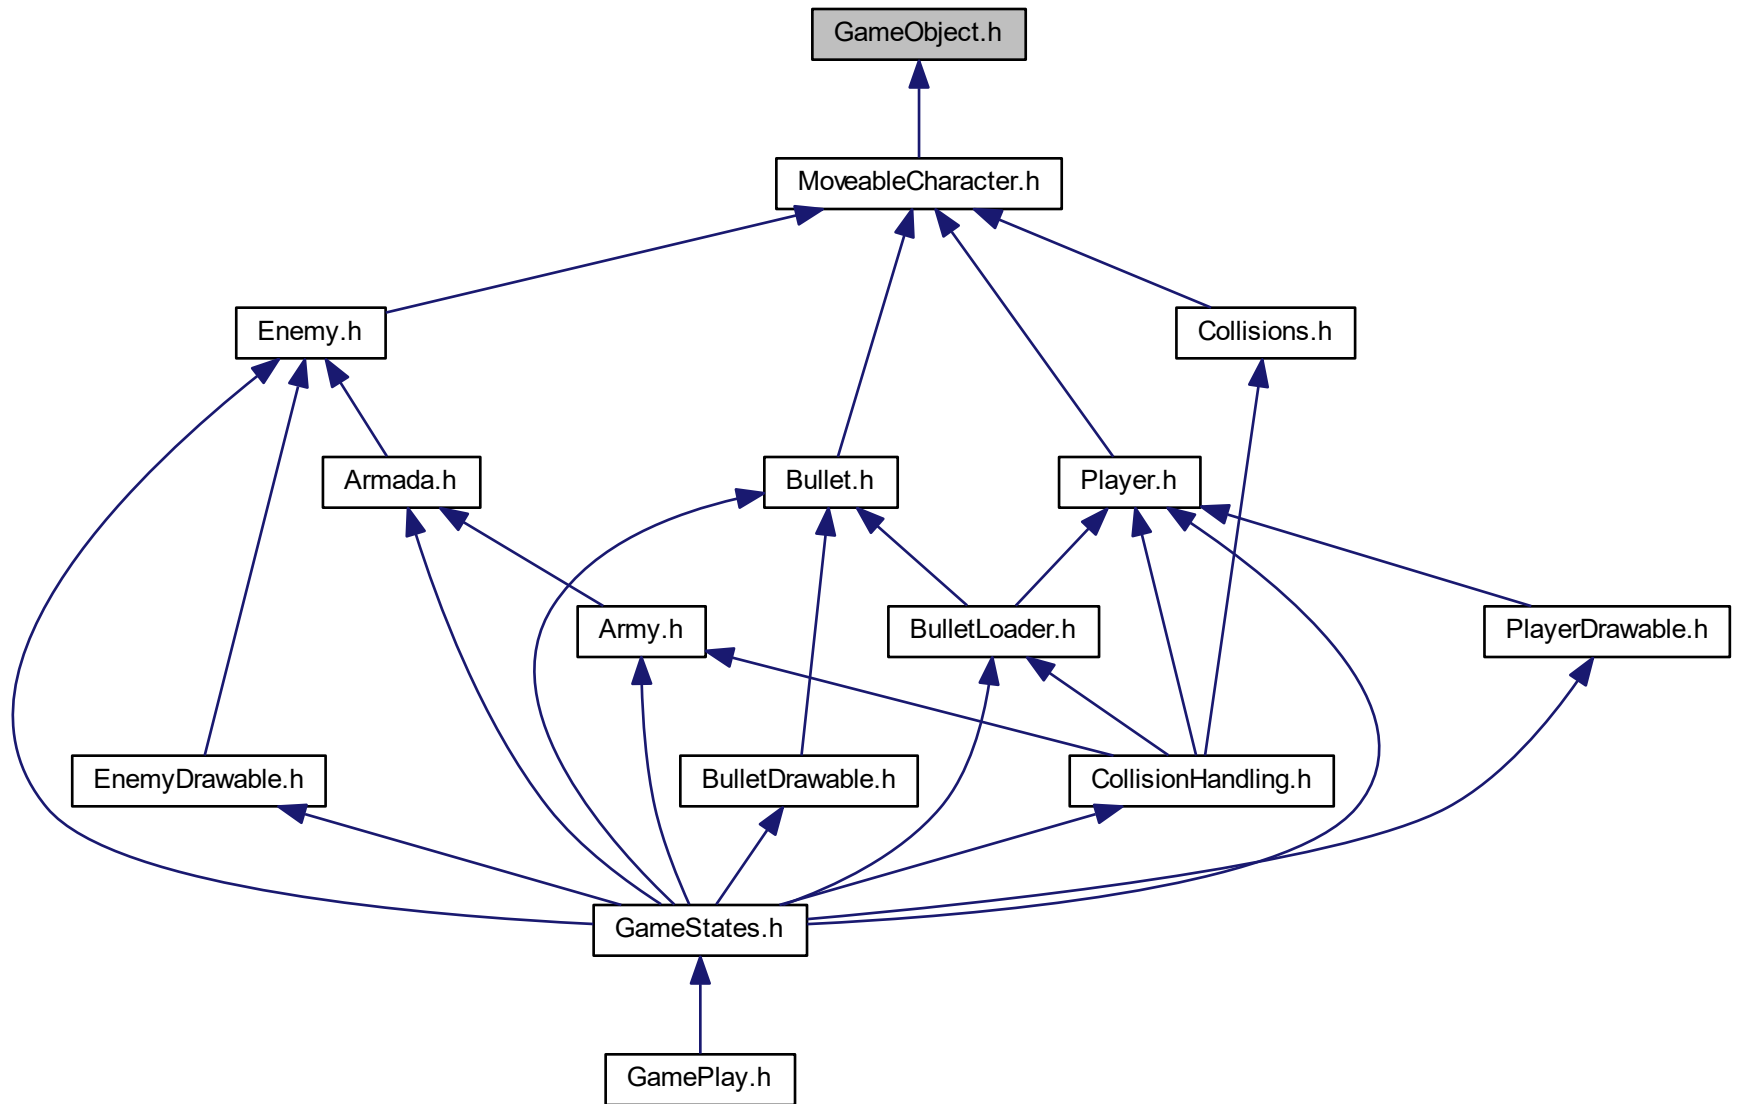 GameObject.h
MoveableCharacter.h
Enemy.h
Collisions.h
Armada.h
Bullet.h
Player.h
Army.h
BulletLoader.h
PlayerDrawable.h
EnemyDrawable.h
BulletDrawable.h
CollisionHandling.h
GameStates.h
GamePlay.h